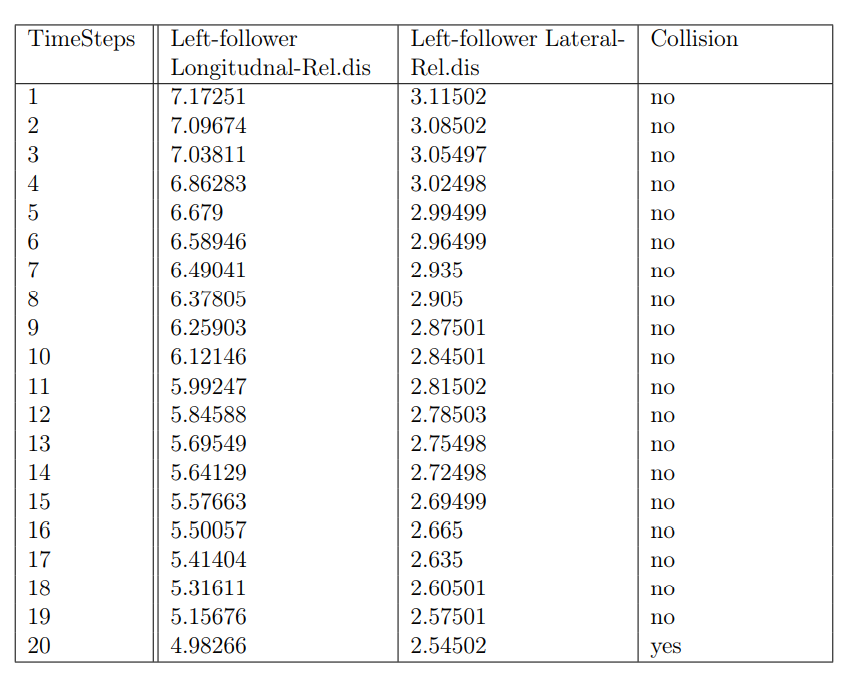 TimeSteps Left-follower Left-follower Lateral- Collision
Longitudnal-Rel.dis Rel.dis
1 7.17251 3.11502 no
2 7.09674 3.08502 no
3 7.03811 3.05497 no
4 6.86283 3.02498 no
5 6.679 2.99499 no
6 6.58946 2.96499 no
7 6.49041 2.935 no
8 6.37805 2.905 no
9 6.25903 2.87501 no
10 6.12146 2.84501 no
11 5.99247 2.81502 no
12 5.84588 2.78503 no
13 5.69549 2.75498 no
14 5.64129 2.72498 no
15 5.57663 2.69499 no
16 5.50057 2.665 no
17 5.41404 2.635 no
18 5.31611 2.60501 no
19 5.15676 2.57501 no
20 4.98266 2.54502 yes